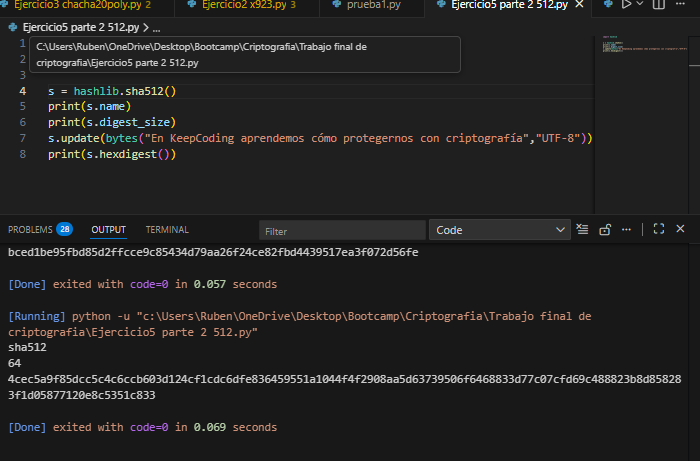 Ejercicio3 chacha20poly.py 2
Ejercicio2 x923.py 3
prueba1.py
Ejercicio5 parte 2 512.py
Ejercicio5 parte 2 512.py > ...
1
C:\Users\Ruben\OneDrive\Desktop\Bootcamp\Criptografia\Trabajo final de
2
criptografia\Ejercicio5 parte 2 512.py
3
4 s = hashlib.sha512()
5 print(s.name)
6 print(s.digest_size)
7 s.update(bytes("En KeepCoding aprendemos cómo protegernos con criptografía","UTF-8"))
8 print(s.hexdigest())
PROBLEMS 28 OUTPUT TERMINAL Filter Code
bced1be95fbd85d2ffcce9c85434d79aa26f24ce82fbd4439517ea3f072d56fe
[Done] exited with code=0 in 0.057 seconds
[Running] python -u "c:\Users\Ruben\OneDrive\Desktop\Bootcamp\Criptografia\Trabajo final de
criptografia\Ejercicio5 parte 2 512.py"
sha512
64
4cec5a9f85dcc5c4c6ccb603d124cf1cdc6dfe836459551a1044f4f2908aa5d63739506f6468833d77c07cfd69c488823b8d85828
3f1d05877120e8c5351c833
[Done] exited with code=0 in 0.069 seconds